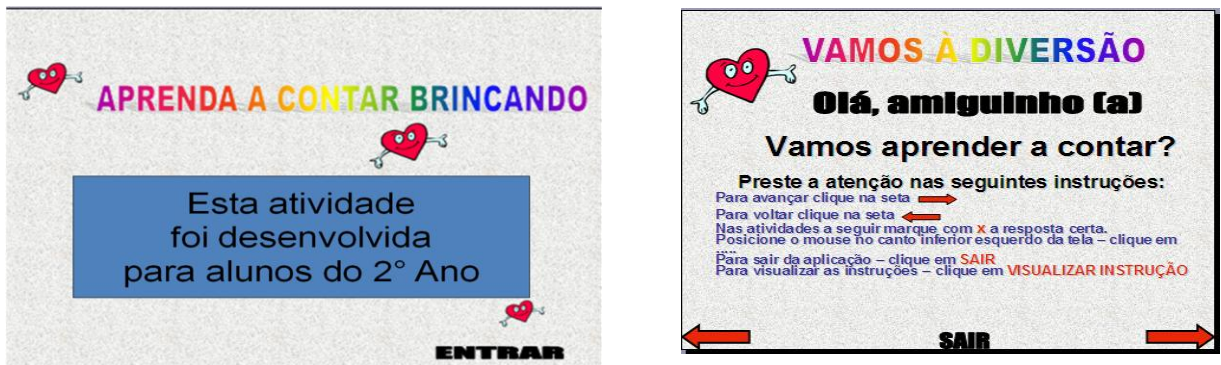 APRENDA A CONTAR BRINCANDO
Esta atividade
foi desenvolvida
para alunos do 2° Ano
ENTRAR
VAMOS À DIVERSÃO
Olá, amiguinho (a)
Vamos aprender a contar?
Preste a atenção nas seguintes instruções:
Para avançar clique na seta
Para voltar clique na seta
Nas atividades a seguir marque com x a resposta certa.
Posicione o mouse no canto inferior esquerdo da tela – clique em
....
Para sair da aplicação – clique em SAIR
Para visualizar as instruções – clique em VISUALIZAR INSTRUÇÃO
SAIR